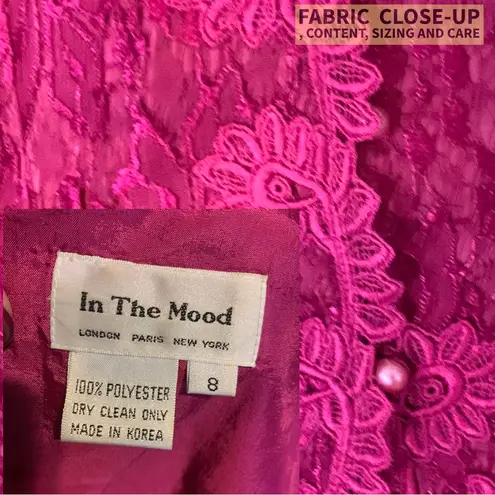 FABRIC CLOSE-UP
, CONTENT, SIZING AND CARE
In The Mood
LONDON PARIS NEW YORK
8
100% POLYESTER
DRY CLEAN ONLY
MADE IN KOREA